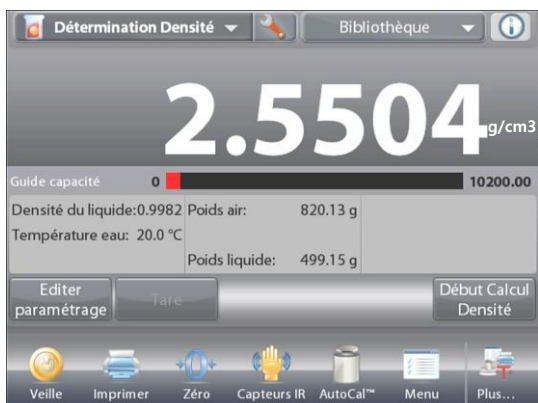 Détermination Densité
Bibliothèque
2.5504 g/cm3
Guide capacité 0 10200.00
Densité du liquide:0.9982 Poids air: 820.13 g
Température eau: 20.0 °C
Poids liquide: 499.15 g
Editer
paramétrage
Tare
Début Calcul
Densité
Veille Imprimer Zéro Capteurs IR AutoCal™ Menu Plus...